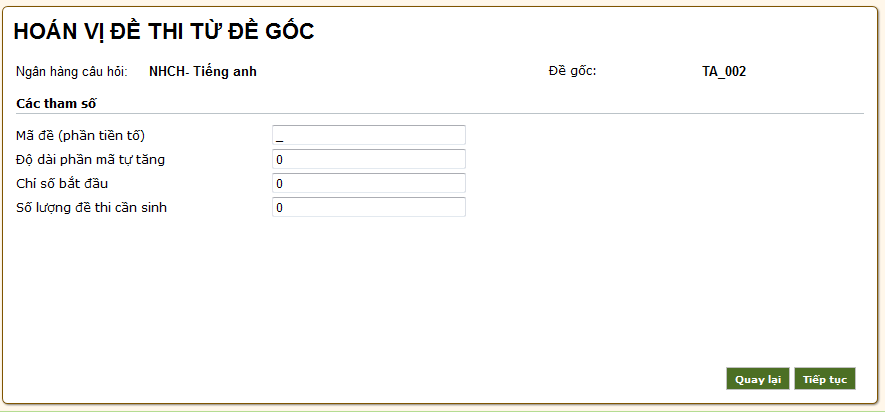 HOÁN VỊ ĐỀ THI TỪ ĐỀ GỐC
Ngân hàng câu hỏi: NHCH- Tiếng anh Đề gốc: TA_002
Các tham số
Mã đề (phần tiền tố) _
Độ dài phần mã tự tăng 0
Chỉ số bắt đầu 0
Số lượng đề thi cần sinh 0
Quay lại Tiếp tục